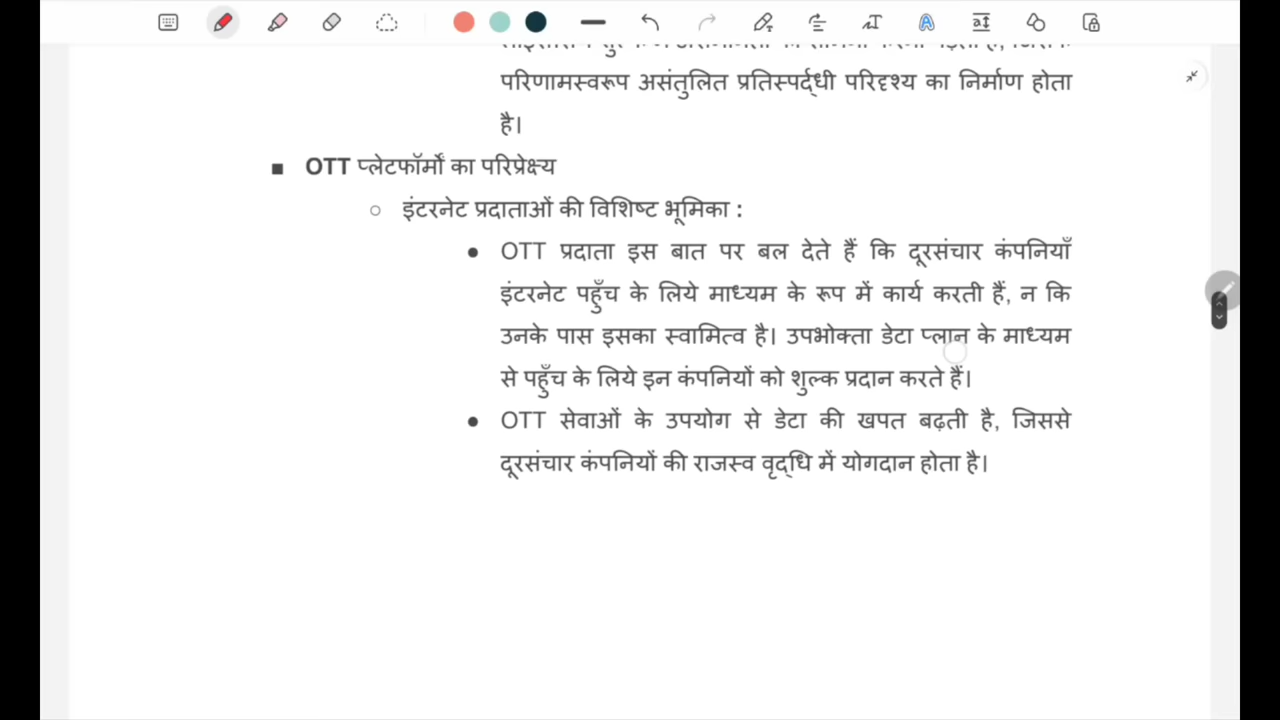 परिणामस्वरूप असंतुलित प्रतिस्पर्द्धी परिदृश्य का निर्माण होता
है।
■ OTT प्लेटफॉर्मों का परिप्रेक्ष्य
○ इंटरनेट प्रदाताओं की विशिष्ट भूमिका :
● OTT प्रदाता इस बात पर बल देते हैं कि दूरसंचार कंपनियाँ
इंटरनेट पहुँच के लिये माध्यम के रूप में कार्य करती हैं, न कि
उनके पास इसका स्वामित्व है। उपभोक्ता डेटा प्लान के माध्यम
से पहुँच के लिये इन कंपनियों को शुल्क प्रदान करते हैं।
● OTT सेवाओं के उपयोग से डेटा की खपत बढ़ती है, जिससे
दूरसंचार कंपनियों की राजस्व वृद्धि में योगदान होता है।